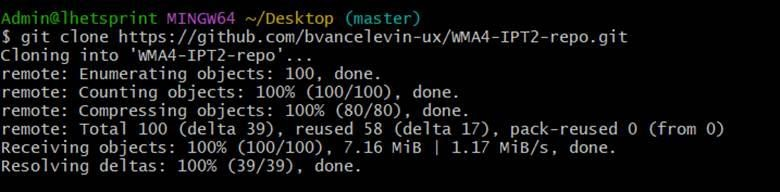 Admin@lhetsprint MINGW64 ~/Desktop (master)
$ git clone https://github.com/bvancelevin-ux/WMA4-IPT2-repo.git
Cloning into 'WMA4-IPT2-repo'...
remote: Enumerating objects: 100, done.
remote: Counting objects: 100% (100/100), done.
remote: Compressing objects: 100% (80/80), done.
remote: Total 100 (delta 39), reused 58 (delta 17), pack-reused 0 (from 0)
Receiving objects: 100% (100/100), 7.16 MiB | 1.17 MiB/s, done.
Resolving deltas: 100% (39/39), done.